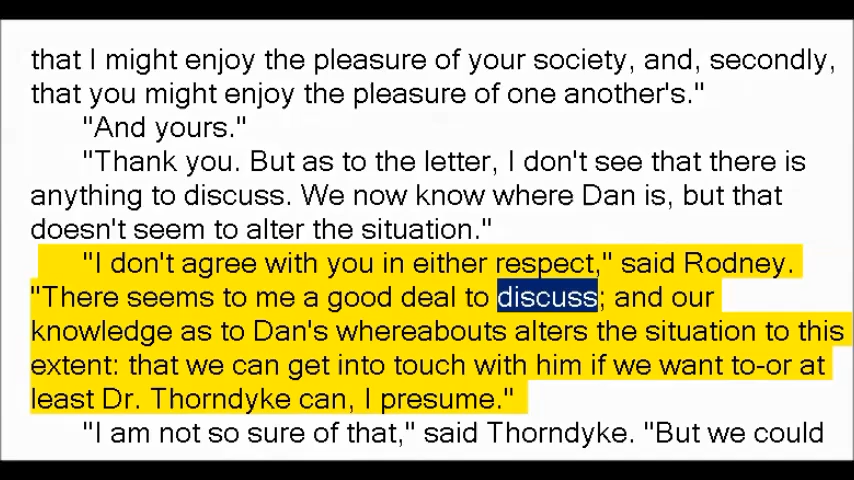 that I might enjoy the pleasure of your society, and, secondly,
that you might enjoy the pleasure of one another's."
"And yours."
"Thank you. But as to the letter, I don't see that there is
anything to discuss. We now know where Dan is, but that
doesn't seem to alter the situation."
"I don't agree with you in either respect," said Rodney.
"There seems to me a good deal to discuss; and our
knowledge as to Dan's whereabouts alters the situation to this
extent: that we can get into touch with him if we want to-or at
least Dr. Thorndyke can, I presume."
"I am not so sure of that," said Thorndyke. "But we could